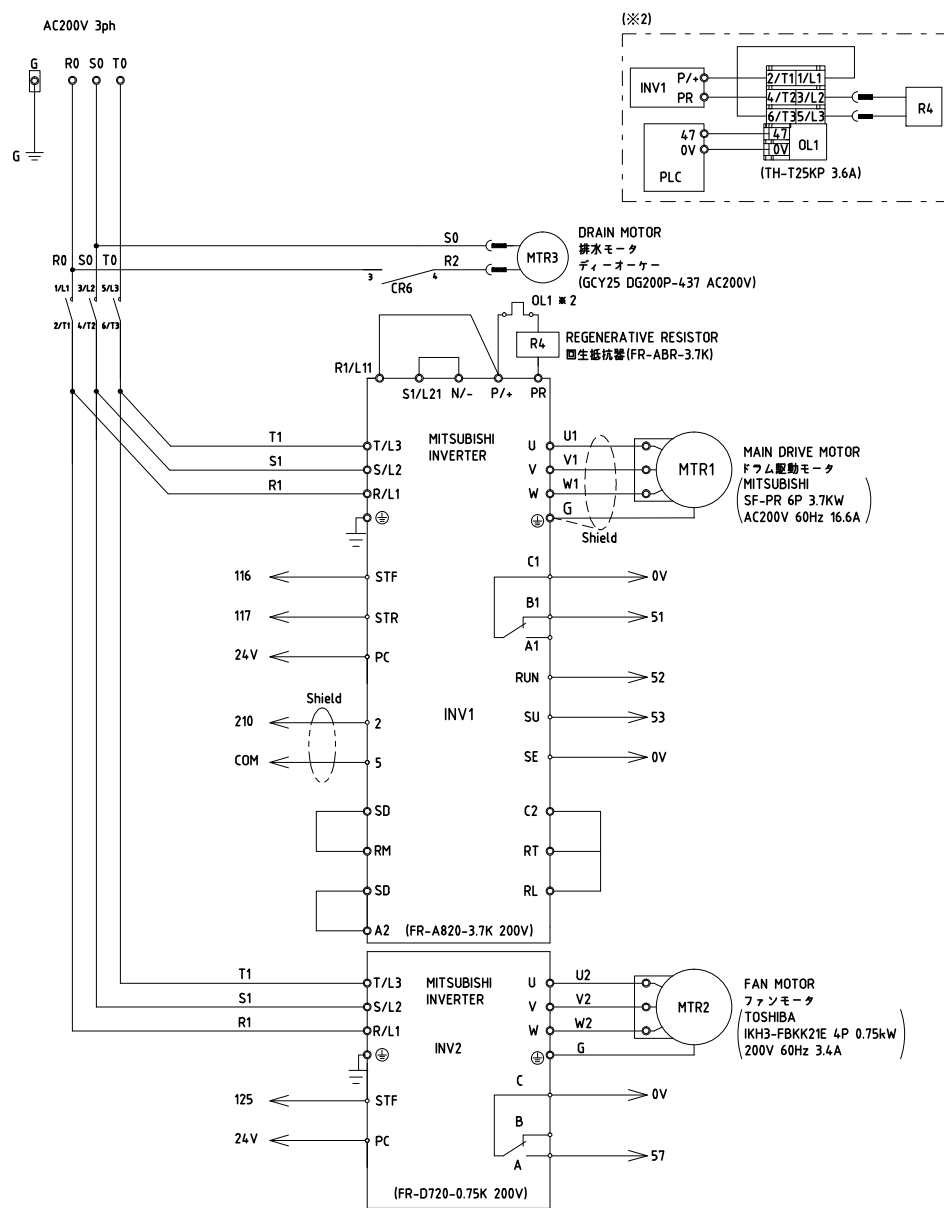 AC200V 3ph
G R0 S0 T0
G
(※2)
INV1
P/+
PR
2/T1 1/L1
4/T2 3/L2
6/T3 5/L3
R4
47
0V
PLC
47
0V
OL1
(TH-T25KP 3.6A)
S0
R2
3
4
CR6
MTR3
DRAIN MOTOR
排水モータ
ディーオーケー
(GCY25 DG200P-437 AC200V)
R0 S0 T0
1/L1 3/L2 5/L3
2/T1 4/T2 6/T3
OL1 ※2
R4
REGENERATIVE RESISTOR
回生抵抗器(FR-ABR-3.7K)
R1/L11
S1/L21 N/- P/+ PR
MITSUBISHI
INVERTER
T1
S1
R1
T/L3
S/L2
R/L1
U
V
W
U1
V1
W1
G
Shield
MTR1
MAIN DRIVE MOTOR
ドラム駆動モータ
MITSUBISHI
SF-PR 6P 3.7KW
AC200V 60Hz 16.6A
116
STF
117
STR
24V
PC
Shield
210
2
COM
5
SD
RM
SD
A2
INV1
C1
0V
B1
51
A1
RUN
52
SU
53
SE
0V
C2
RT
RL
(FR-A820-3.7K 200V)
MITSUBISHI
INVERTER
T1
S1
R1
T/L3
S/L2
R/L1
INV2
U
V
W
U2
V2
W2
G
MTR2
FAN MOTOR
ファンモータ
TOSHIBA
IKH3-FBKK21E 4P 0.75kW
200V 60Hz 3.4A
125
STF
24V
PC
C
0V
B
A
57
(FR-D720-0.75K 200V)